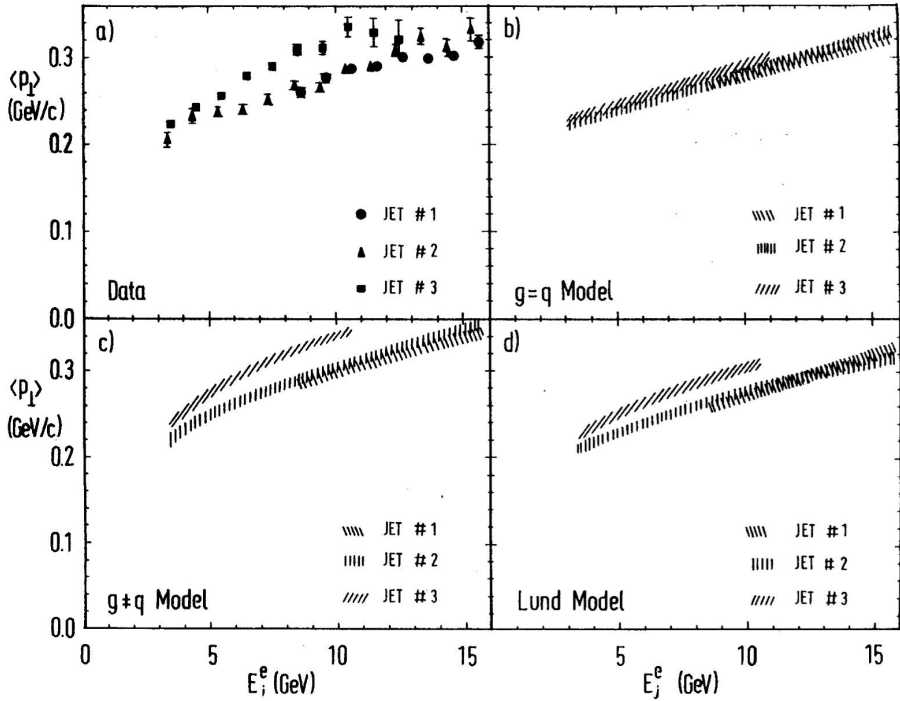 a)
0.3
⟨p⊥⟩
(GeV/c)
0.2
0.1
0.0
JET #1
JET #2
JET #3
Data
b)
JET #1
JET #2
JET #3
g=q Model
c)
⟨p⊥⟩
0.3
(GeV/c)
0.2
0.1
0.0
JET #1
JET #2
JET #3
g≠q Model
0 5 10 15
E_j^e (GeV)
d)
JET #1
JET #2
JET #3
Lund Model
5 10 15
E_j^e (GeV)